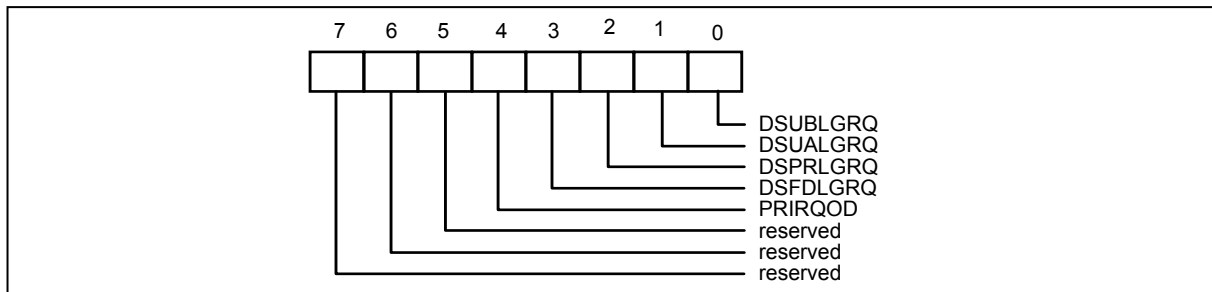 7 6 5 4 3 2 1 0
DSUBLGRQ
DSUALGRQ
DSPRLGRQ
DSFDLGRQ
PRIRQOD
reserved
reserved
reserved